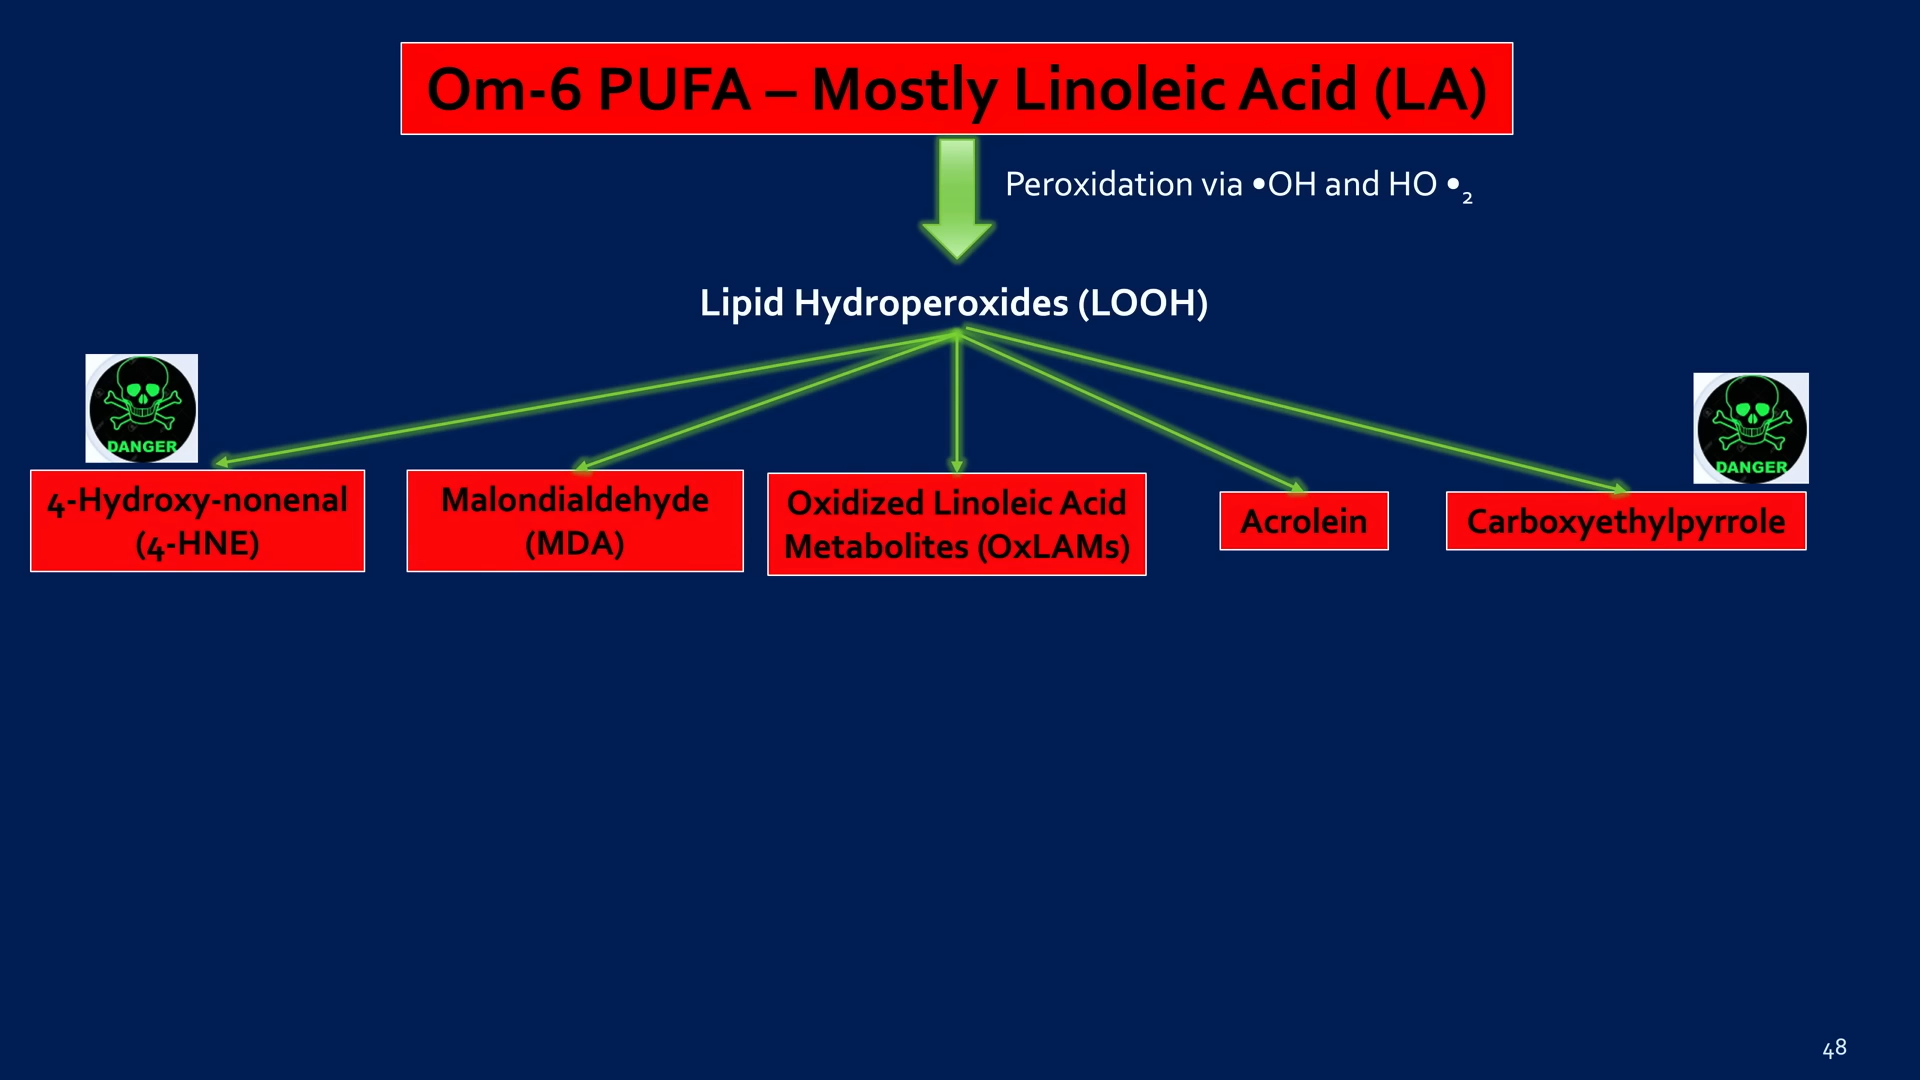 Om-6 PUFA – Mostly Linoleic Acid (LA)
Peroxidation via •OH and HO •₂
Lipid Hydroperoxides (LOOH)
DANGER
DANGER
4-Hydroxy-nonenal
(4-HNE)
Malondialdehyde
(MDA)
Oxidized Linoleic Acid
Metabolites (OxLAMs)
Acrolein
Carboxyethylpyrrole
48